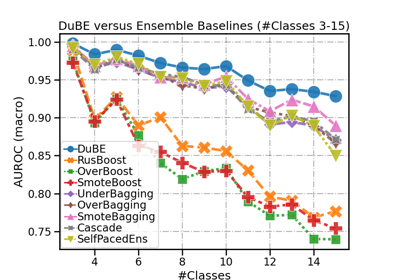 DuBE versus Ensemble Baselines (#Classes 3-15)
AUROC (macro)
1.00
0.95
0.90
0.85
0.80
0.75
DuBE
RusBoost
OverBoost
SmoteBoost
UnderBagging
OverBagging
SmoteBagging
Cascade
SelfPacedEns
4 6 8 10 12 14
#Classes